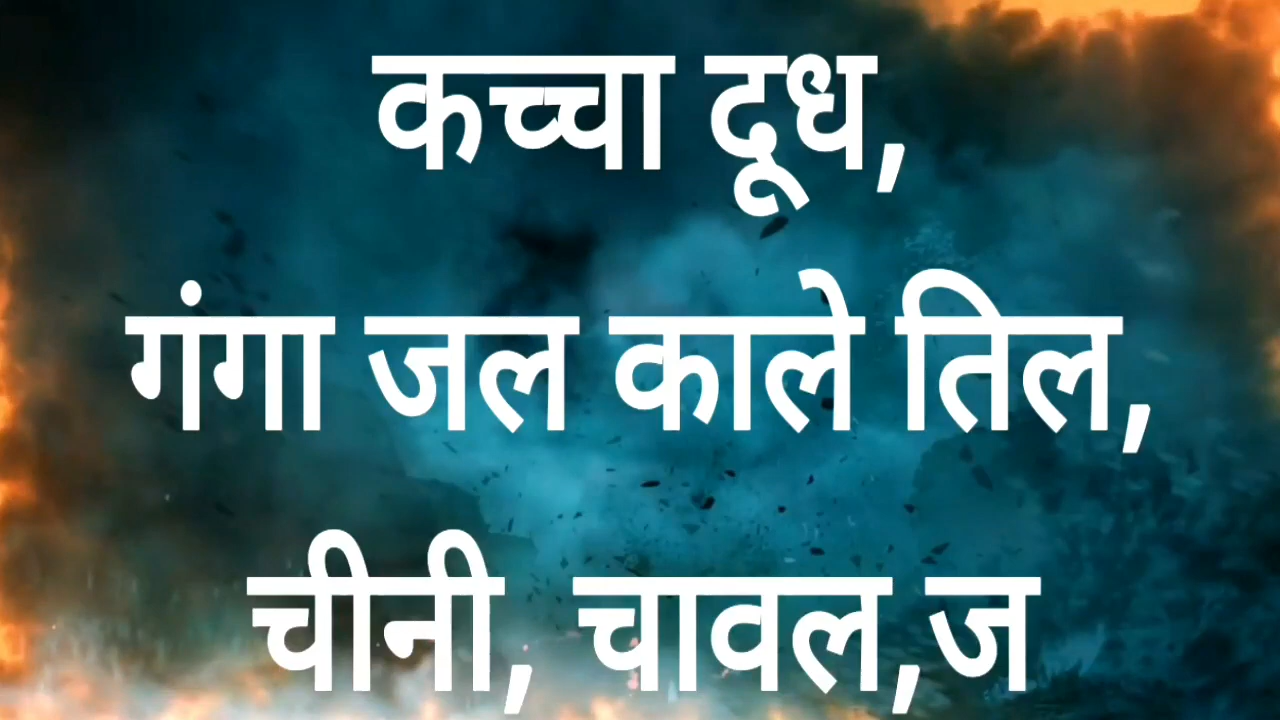 कच्चा दूध,
गंगा जल काले तिल,
चीनी, चावल,ज